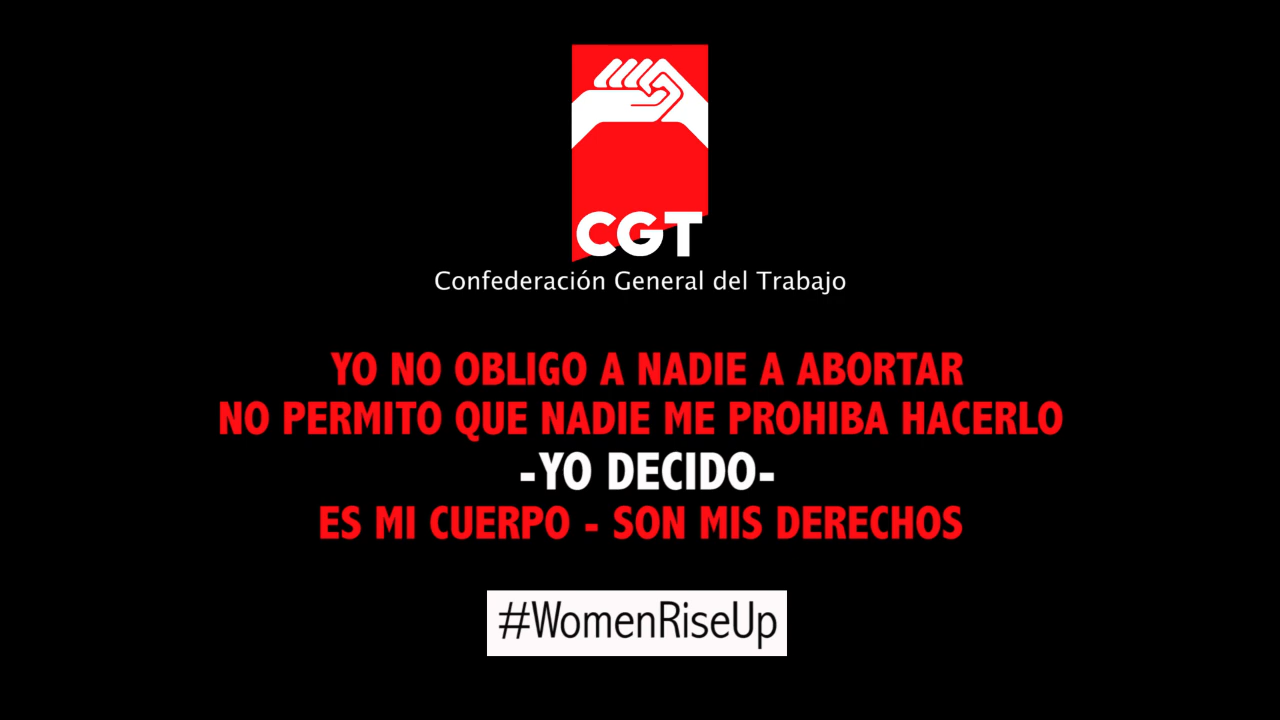 CGT
Confederación General del Trabajo
YO NO OBLIGO A NADIE A ABORTAR
NO PERMITO QUE NADIE ME PROHIBA HACERLO
-YO DECIDO-
ES MI CUERPO - SON MIS DERECHOS
#WomenRiseUp